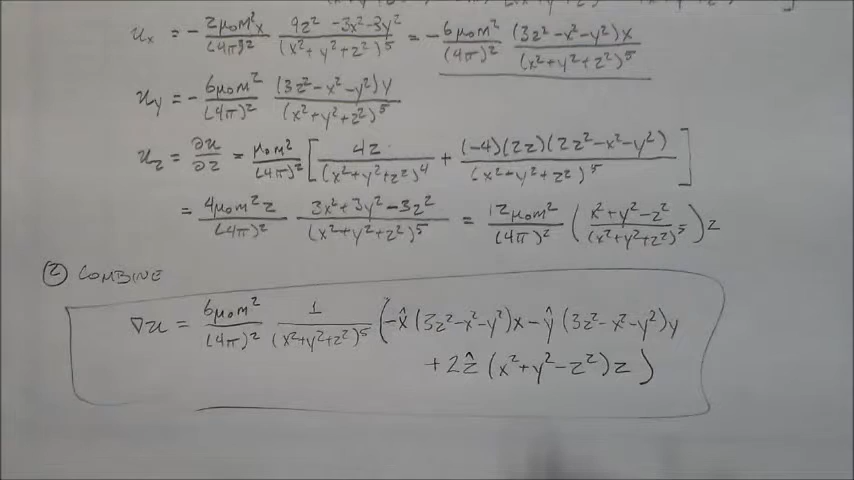 u_x = - 2μ₀m²x/(4π)² 9z² - 3x² - 3y²/(x²+y²+z²)⁵ = - 6μ₀m²/(4π)² (3z² - x² - y²)x/(x²+y²+z²)⁵
u_y = - 6μ₀m²/(4π)² (3z² - x² - y²)y/(x²+y²+z²)⁵
u_z = ∂u/∂z = μ₀m²/(4π)² [ 4z/(x²+y²+z²)⁴ + (-4)(2z)(2z² - x² - y²)/(x²+y²+z²)⁵ ]
= 4μ₀m²z/(4π)² 3x²+3y²-3z²/(x²+y²+z²)⁵ = 12μ₀m²/(4π)² ( x²+y²-z²/(x²+y²+z²)⁵ ) z
② COMBINE
∇u = 6μ₀m²/(4π)² 1/(x²+y²+z²)⁵ (-x̂ (3z²-x²-y²)x - ŷ (3z²-x²-y²)y
+ 2ẑ (x²+y²-z²)z )